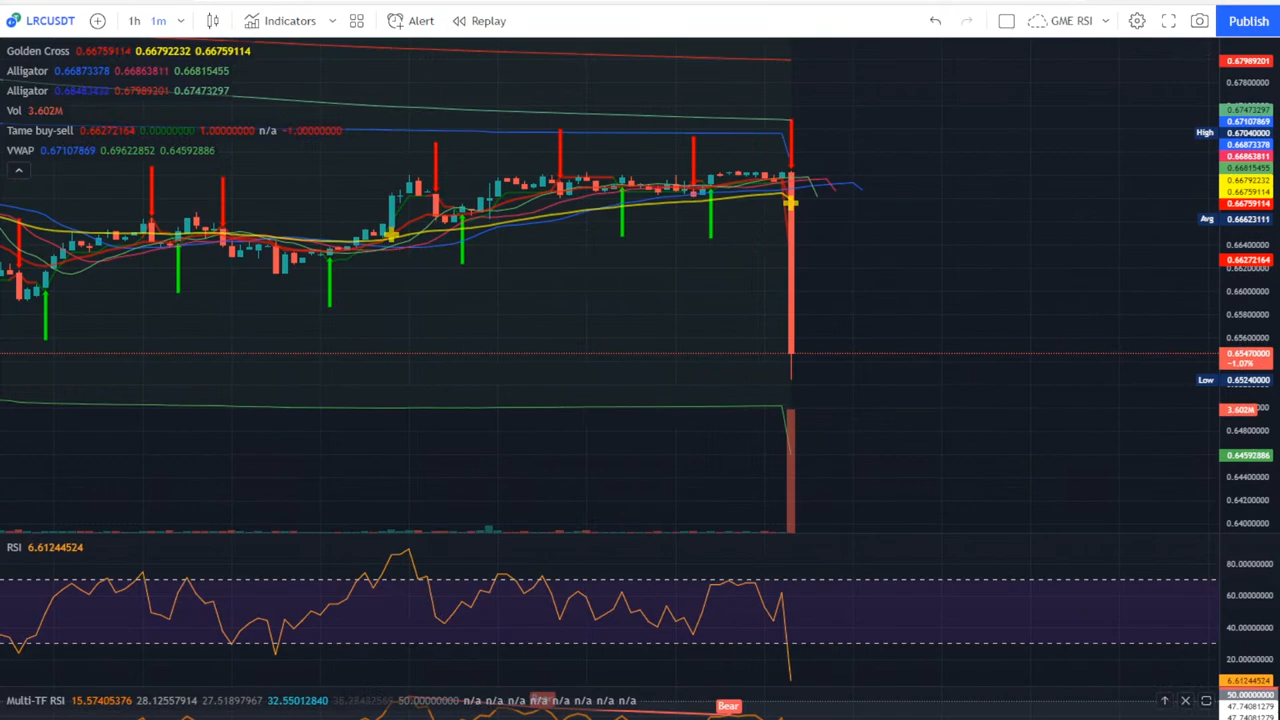 LRCUSDT 1h 1m Indicators Alert Replay GME RSI Publish
Golden Cross 0.66759114 0.66792232 0.66759114
Alligator 0.66873378 0.66863811 0.66815455
Alligator 0.68483433 0.67989201 0.67473297
Vol 3.602M
Tame buy-sell 0.66272164 0.00000000 1.00000000 n/a -1.00000000
VWAP 0.67107869 0.69622852 0.64592886
0.67989201
0.67800000
0.67473297
0.67107869
High 0.67040000
0.66873378
0.66863811
0.66815455
0.66792232
0.66759114
0.66759114
Avg 0.66623111
0.66400000
0.66272164
0.66200000
0.66000000
0.65800000
0.65600000
0.65470000
−1.07%
Low 0.65240000
3.602M
0.64800000
0.64592886
0.64400000
0.64200000
0.64000000
RSI 6.61244524
80.00000000
60.00000000
40.00000000
20.00000000
6.61244524
Multi-TF RSI 15.57405376 28.12557914 27.51897967 32.55012840 50.00000000 n/a n/a n/a n/a n/a n/a n/a n/a
Bear
50.00000000
47.74081279